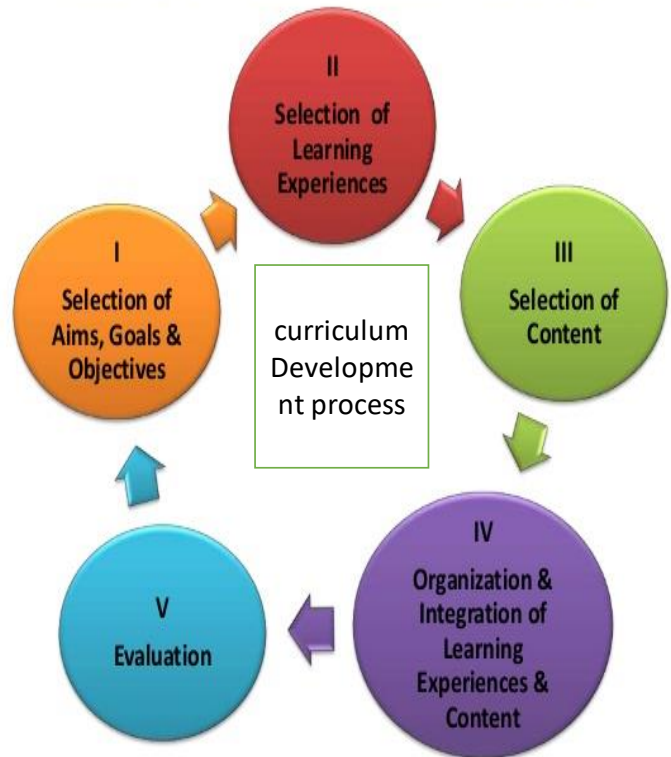 I
Selection of
Aims, Goals &
Objectives
II
Selection of
Learning
Experiences
III
Selection of
Content
IV
Organization &
Integration of
Learning
Experiences &
Content
V
Evaluation
curriculum
Developme
nt process